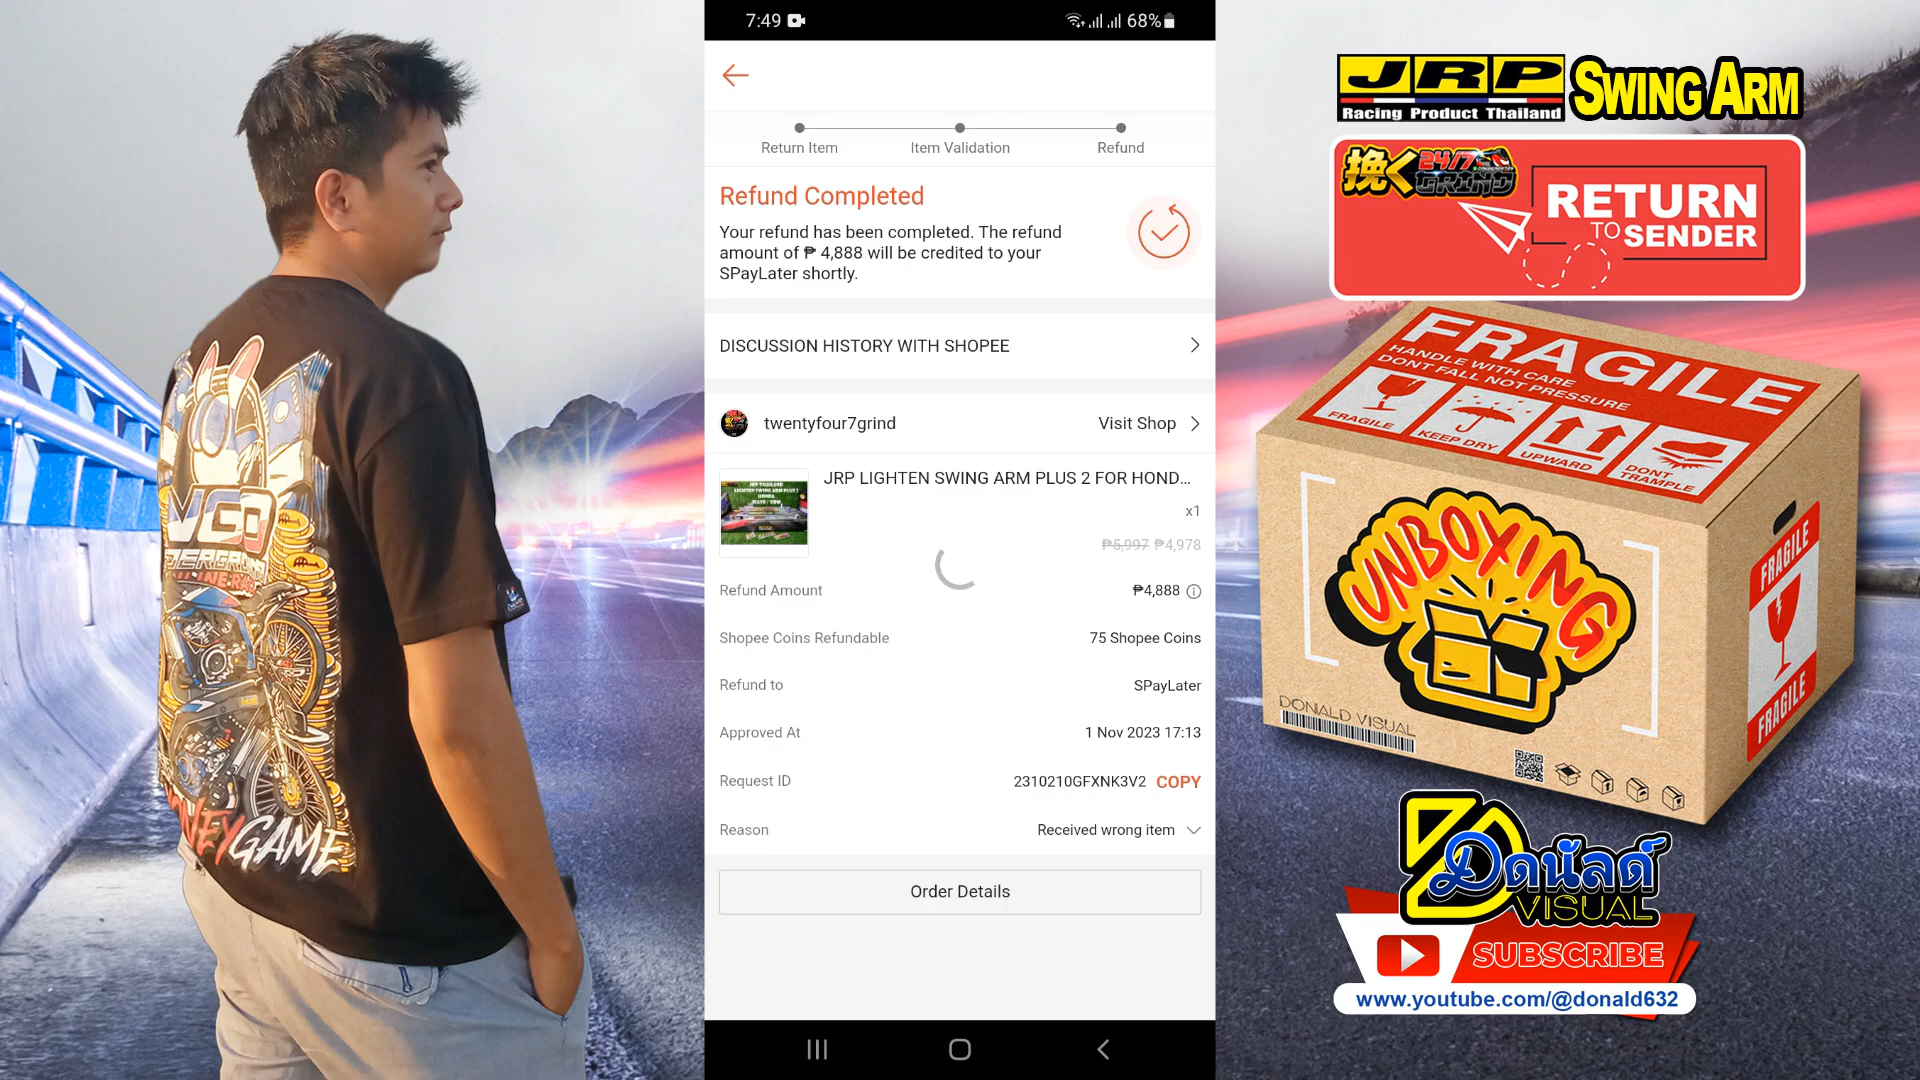 7:49
68%
Return Item
Item Validation
Refund
Refund Completed
Your refund has been completed. The refund
amount of ₱ 4,888 will be credited to your
SPayLater shortly.
DISCUSSION HISTORY WITH SHOPEE
twentyfour7grind
Visit Shop
JRP LIGHTEN SWING ARM PLUS 2 FOR HOND...
x1
₱5,997 ₱4,978
Refund Amount
₱4,888
Shopee Coins Refundable
75 Shopee Coins
Refund to
SPayLater
Approved At
1 Nov 2023 17:13
Request ID
2310210GFXNK3V2 COPY
Reason
Received wrong item
Order Details
JRP
Racing Product Thailand
SWING ARM
挽く 24/7
GRIND
RETURN
TO SENDER
FRAGILE
HANDLE WITH CARE
DONT FALL NOT PRESSURE
FRAGILE
KEEP DRY
UPWARD
DONT
TRAMPLE
UNBOXING
FRAGILE
FRAGILE
DONALD VISUAL
ดนัลด์
VISUAL
SUBSCRIBE
www.youtube.com/@donald632
GAME